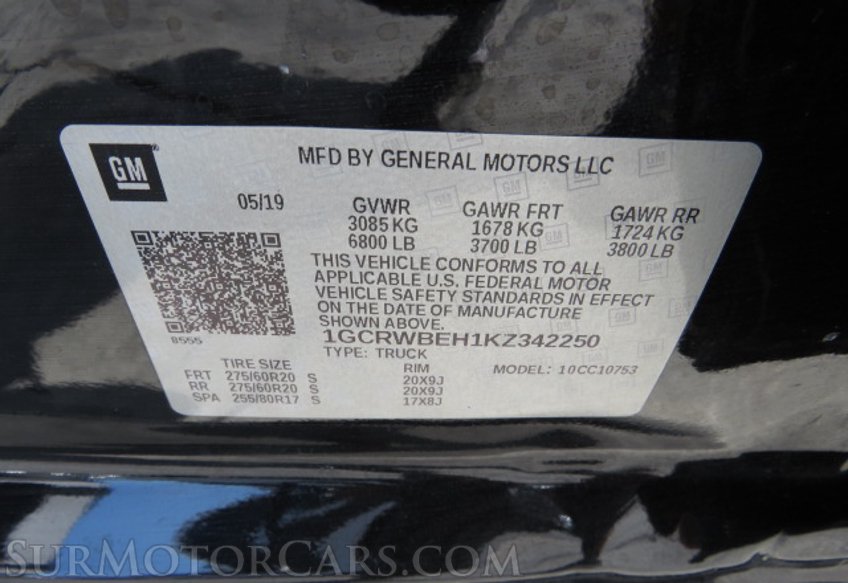 GM
MFD BY GENERAL MOTORS LLC
05/19 GVWR GAWR FRT GAWR RR
3085 KG 1678 KG 1724 KG
6800 LB 3700 LB 3800 LB
THIS VEHICLE CONFORMS TO ALL
APPLICABLE U.S. FEDERAL MOTOR
VEHICLE SAFETY STANDARDS IN EFFECT
ON THE DATE OF MANUFACTURE
SHOWN ABOVE.
8555
1GCRWBEH1KZ342250
TYPE: TRUCK MODEL: 10CC10753
TIRE SIZE RIM
FRT 275/60R20 S 20X9J
RR 275/60R20 S 20X9J
SPA 255/80R17 S 17X8J
SURMOTORCARS.COM